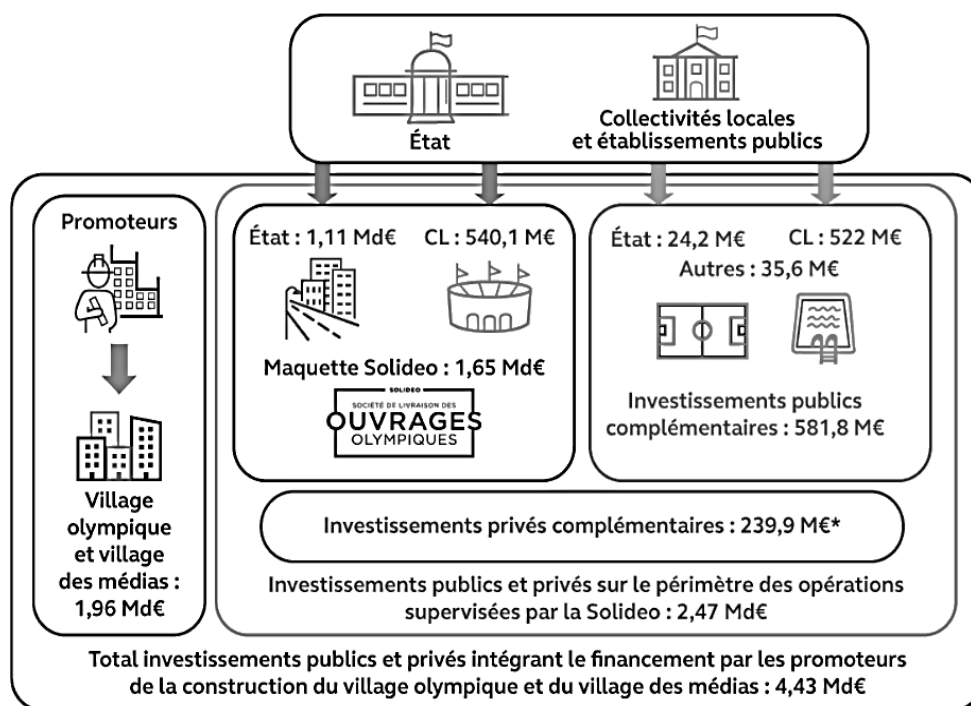 État
Collectivités locales
et établissements publics
Promoteurs
Village
olympique
et village
des médias :
1,96 Md€
État : 1,11 Md€
CL : 540,1 M€
Maquette Solideo : 1,65 Md€
SOLIDEO
SOCIÉTÉ DE LIVRAISON DES
OUVRAGES
OLYMPIQUES
État : 24,2 M€
CL : 522 M€
Autres : 35,6 M€
Investissements publics
complémentaires : 581,8 M€
Investissements privés complémentaires : 239,9 M€*
Investissements publics et privés sur le périmètre des opérations
supervisées par la Solideo : 2,47 Md€
Total investissements publics et privés intégrant le financement par les promoteurs
de la construction du village olympique et du village des médias : 4,43 Md€